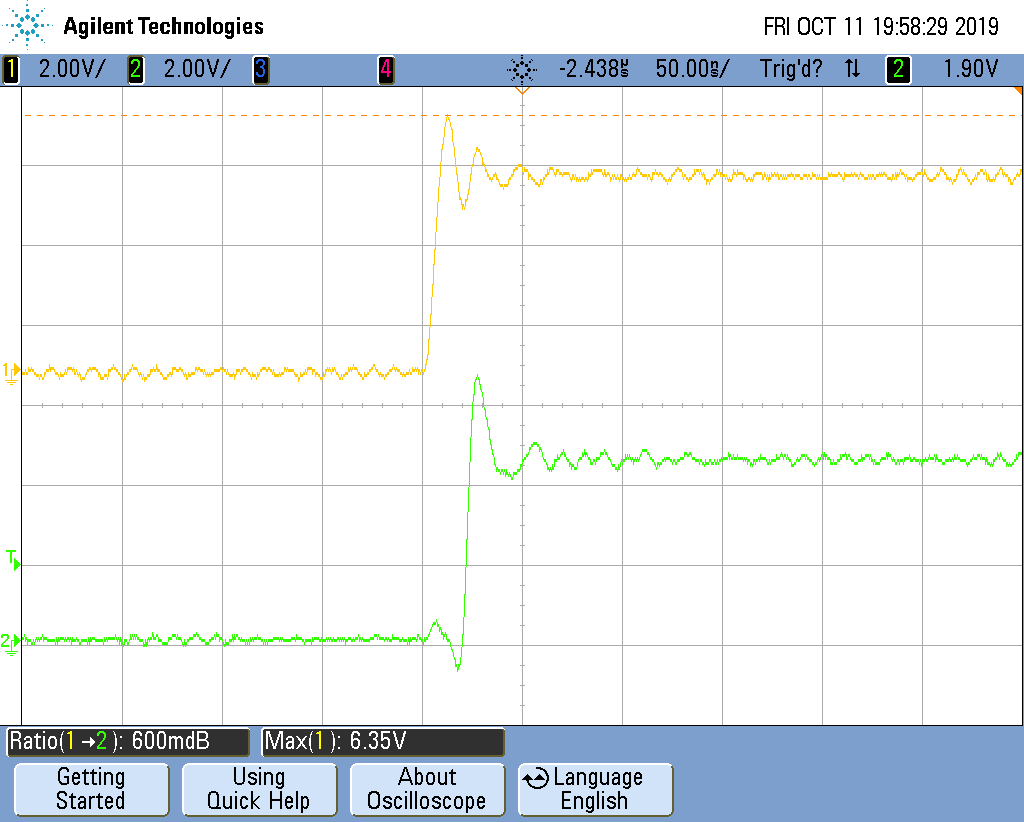 Agilent Technologies
FRI OCT 11 19:58:29 2019
1 2.00V/ 2 2.00V/ 3 4 -2.438µs 50.00ns/ Trig'd? ⇅ 2 1.90V
1
T
2
Ratio(1→2): 600mdB Max(1): 6.35V
Getting Started
Using Quick Help
About Oscilloscope
Language English